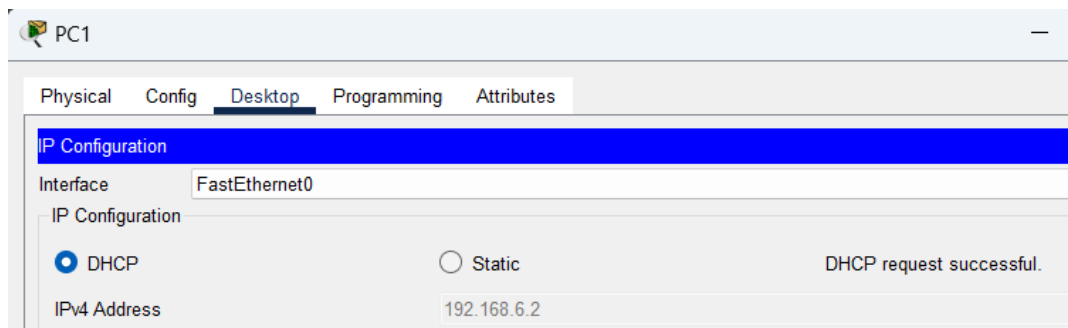 PC1
Physical Config Desktop Programming Attributes
IP Configuration
Interface FastEthernet0
IP Configuration
DHCP Static DHCP request successful.
IPv4 Address 192.168.6.2